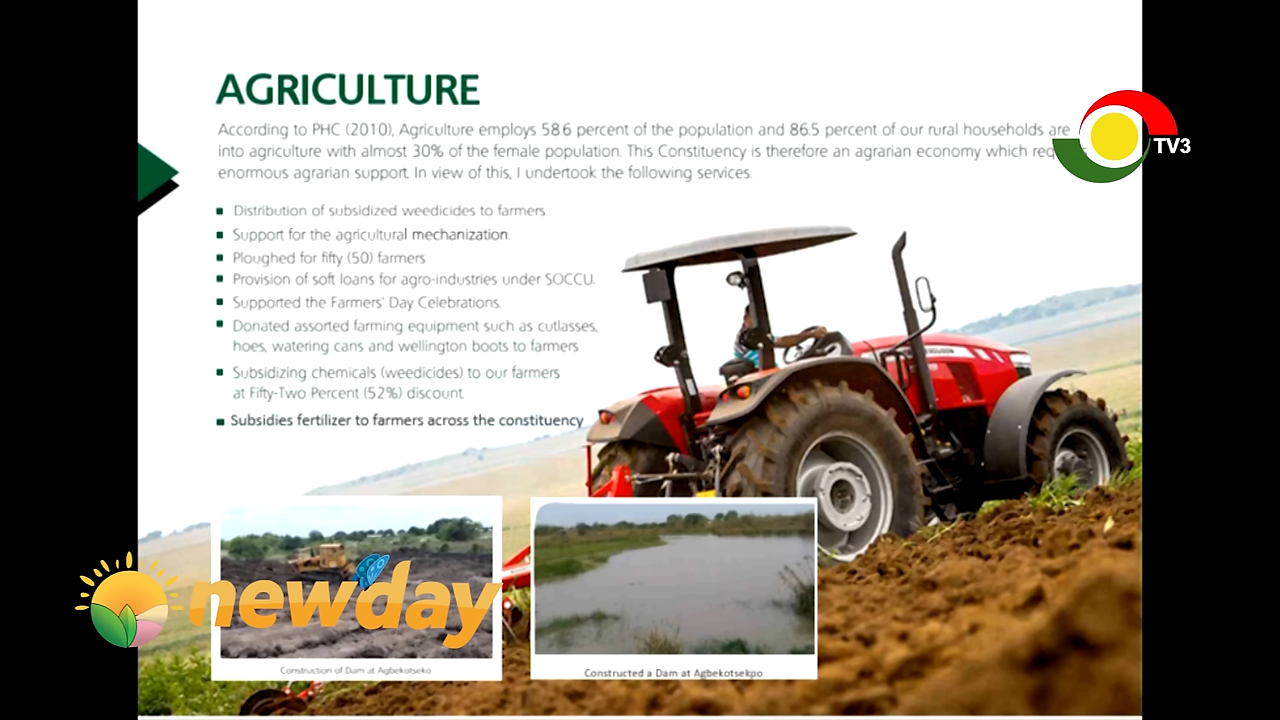 AGRICULTURE
According to PHC (2010), Agriculture employs 58.6 percent of the population and 86.5 percent of our rural households are
into agriculture with almost 30% of the female population. This Constituency is therefore an agrarian economy which
enormous agrarian support. In view of this, I undertook the following services.
TV3
Distribution of subsidized weedicides to farmers
Support for the agricultural mechanization.
Ploughed for fifty (50) farmers
Provision of soft loans for agro-industries under SOCCU.
Supported the Farmers' Day Celebrations.
Donated assorted farming equipment such as cutlasses,
hoes, watering cans and wellington boots to farmers
Subsidizing chemicals (weedicides) to our farmers
at Fifty-Two Percent (52%) discount.
Subsidies fertilizer to farmers across the constituency
newday
Construction of Dam at Agbekotseko
Constructed a Dam at Agbekotsekpo